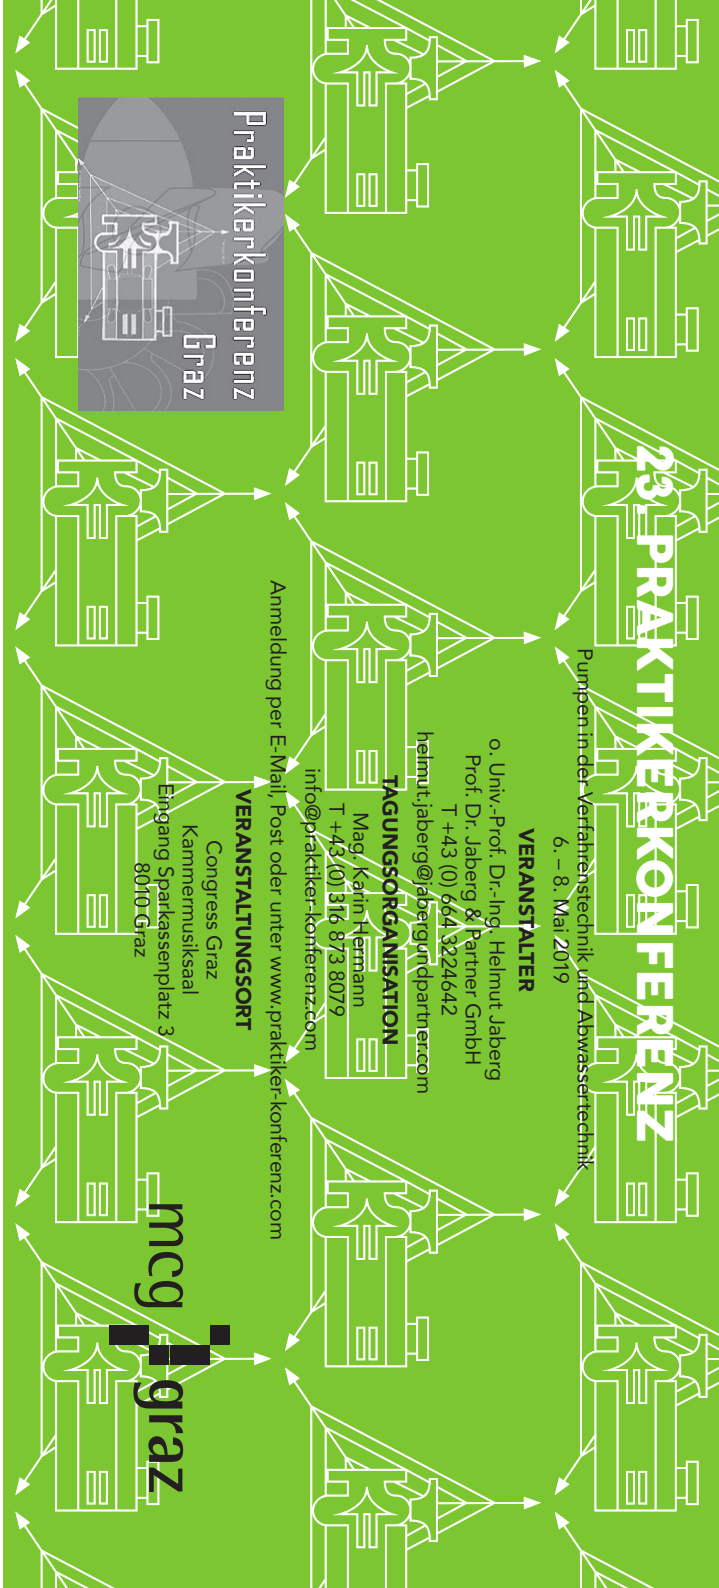 23. PRAKTIKERKONFERENZ
Pumpen in der Verfahrenstechnik und Abwassertechnik
6. – 8. Mai 2019
VERANSTALTER
o. Univ.-Prof. Dr.-Ing. Helmut Jaberg
Prof. Dr. Jaberg & Partner GmbH
T +43 (0) 664 3224642
helmut.jaberg@jabergundpartner.com
TAGUNGSORGANISATION
Mag. Karin Hermann
T +43 (0) 316 873 8079
info@praktiker-konferenz.com
Anmeldung per E-Mail, Post oder unter www.praktiker-konferenz.com
VERANSTALTUNGSORT
Congress Graz
Kammermusiksaal
Eingang Sparkassenplatz 3
8010 Graz
Praktikerkonferenz
Graz
mcg graz